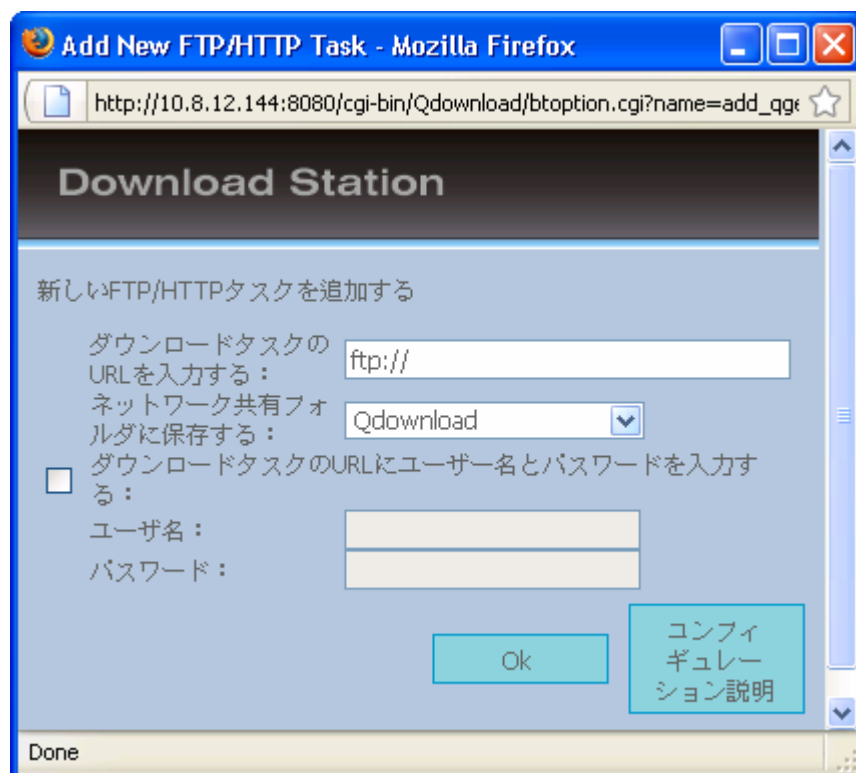 Add New FTP/HTTP Task - Mozilla Firefox
http://10.8.12.144:8080/cgi-bin/Qdownload/btoption.cgi?name=add_qge
Download Station
新しいFTP/HTTPタスクを追加する
ダウンロードタスクの
URLを入力する：
ftp://
ネットワーク共有フォ
ルダに保存する：
Qdownload
ダウンロードタスクのURLにユーザー名とパスワードを入力す
る：
ユーザ名：
パスワード：
Ok
コンフィ
ギュレー
ション説明
Done